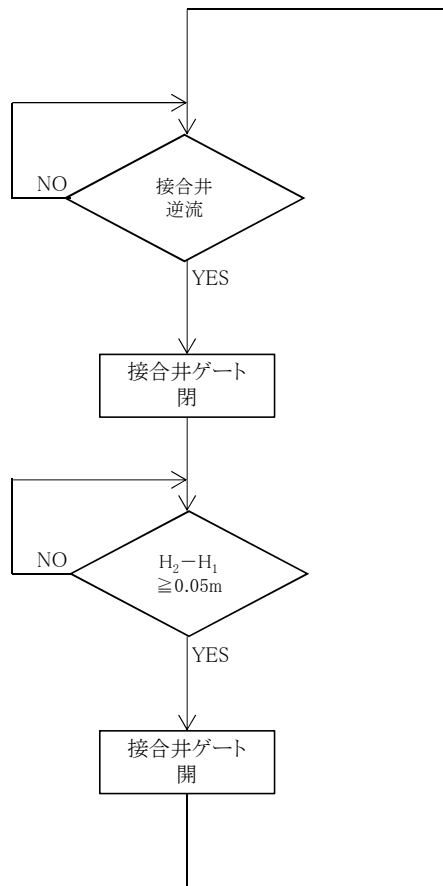 接合井
逆流
NO
YES
接合井ゲート
閉
H₂－H₁
≧0.05m
NO
YES
接合井ゲート
開